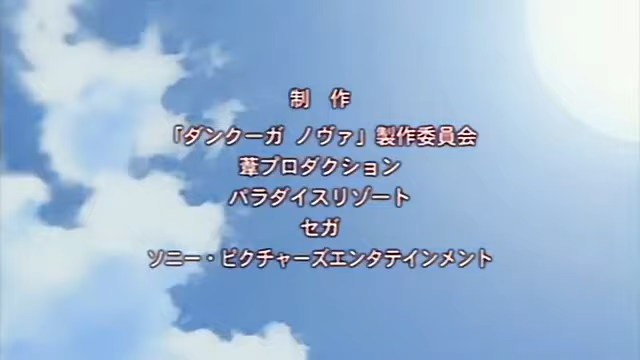 制 作
「ダンクーガ ノヴァ」製作委員会
葦プロダクション
パラダイスリゾート
セガ
ソニー・ピクチャーズエンタテインメント